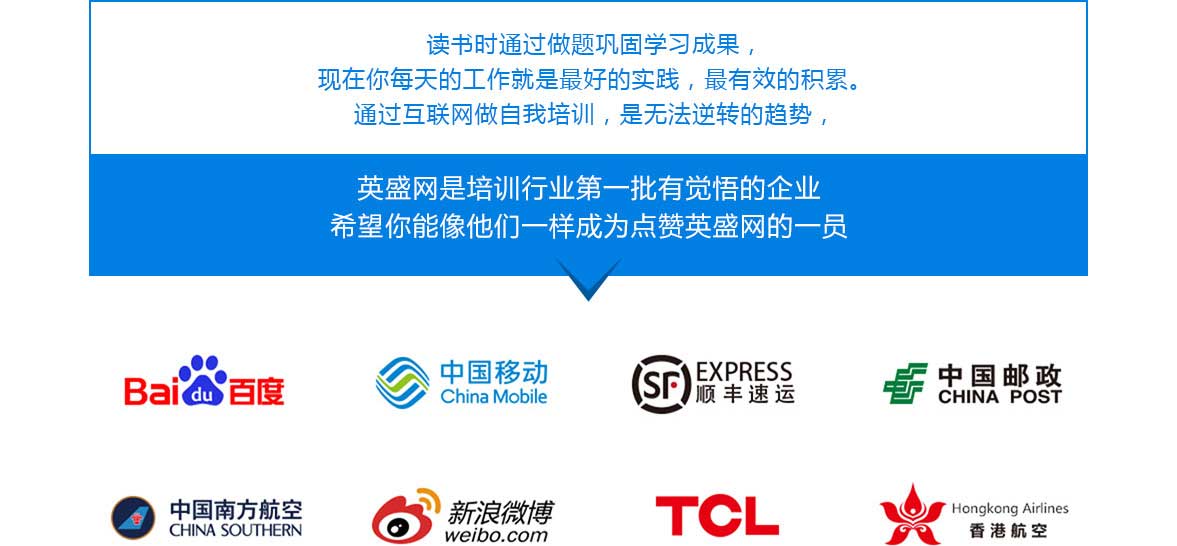 读书时通过做题巩固学习成果，
现在你每天的工作就是最好的实践，最有效的积累。
通过互联网做自我培训，是无法逆转的趋势，
英盛网是培训行业第一批有觉悟的企业
希望你能像他们一样成为点赞英盛网的一员
Bai du 百度
中国移动
China Mobile
SF EXPRESS
顺丰速运
中国邮政
CHINA POST
中国南方航空
CHINA SOUTHERN
新浪微博
weibo.com
TCL
Hongkong Airlines
香港航空